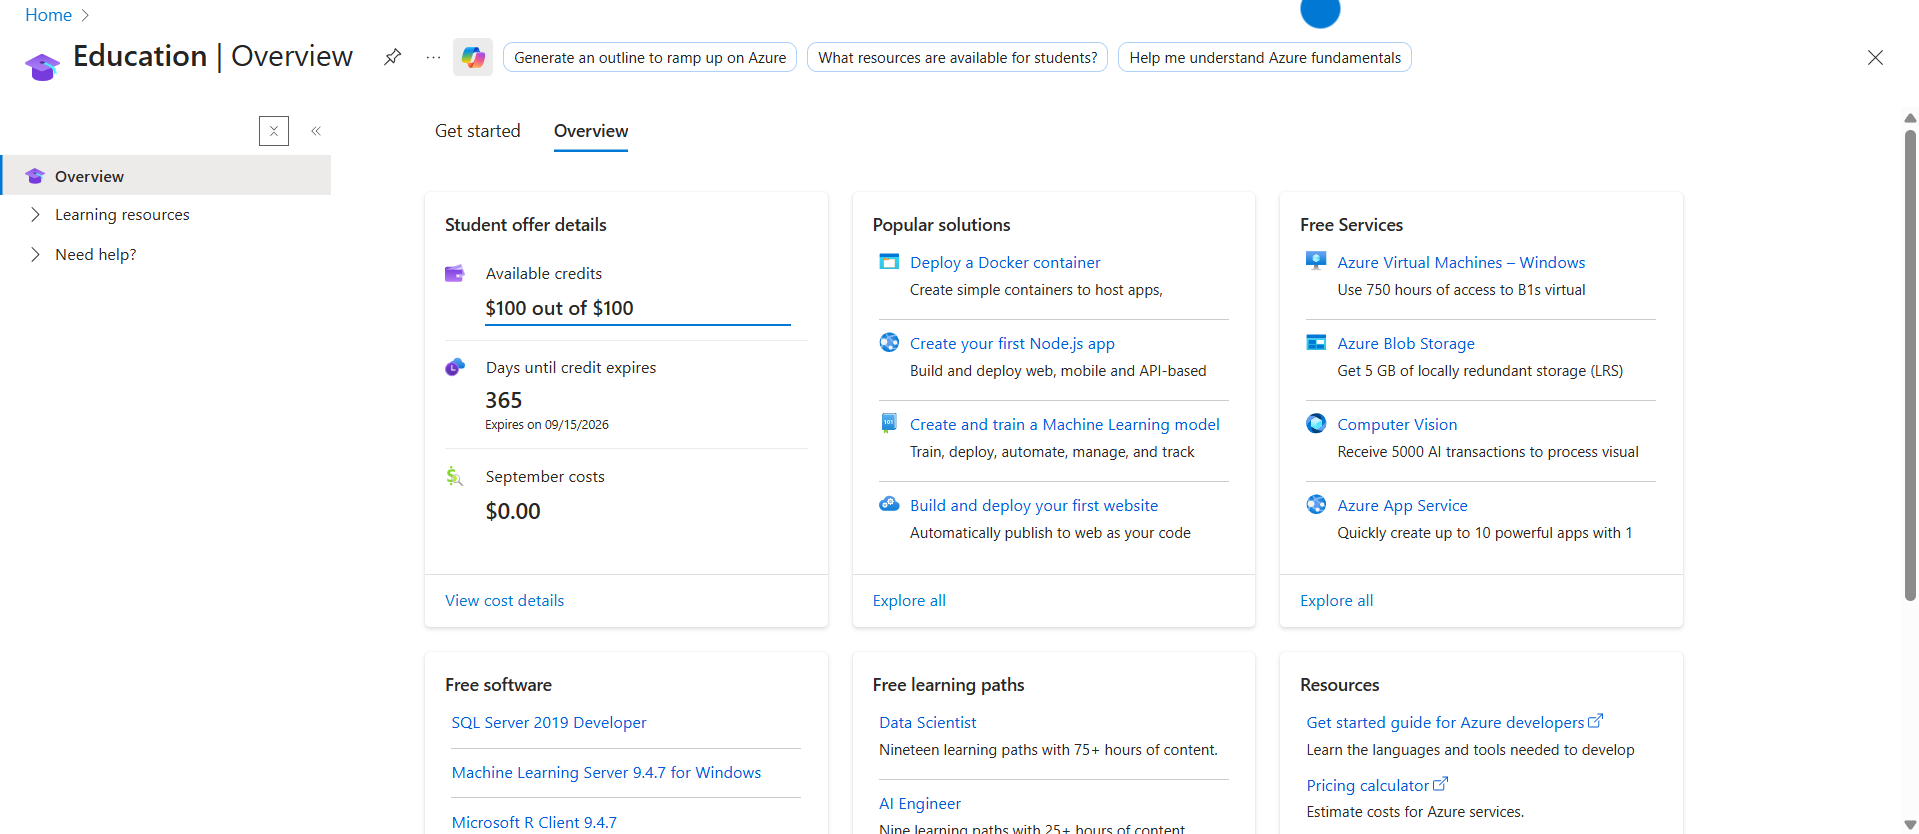 Home
Education | Overview
Generate an outline to ramp up on Azure
What resources are available for students?
Help me understand Azure fundamentals
Overview
Learning resources
Need help?
Get started
Overview
Student offer details
Available credits
$100 out of $100
Days until credit expires
365
Expires on 09/15/2026
September costs
$0.00
View cost details
Popular solutions
Deploy a Docker container
Create simple containers to host apps,
Create your first Node.js app
Build and deploy web, mobile and API-based
Create and train a Machine Learning model
Train, deploy, automate, manage, and track
Build and deploy your first website
Automatically publish to web as your code
Explore all
Free Services
Azure Virtual Machines – Windows
Use 750 hours of access to B1s virtual
Azure Blob Storage
Get 5 GB of locally redundant storage (LRS)
Computer Vision
Receive 5000 AI transactions to process visual
Azure App Service
Quickly create up to 10 powerful apps with 1
Explore all
Free software
SQL Server 2019 Developer
Machine Learning Server 9.4.7 for Windows
Microsoft R Client 9.4.7
Free learning paths
Data Scientist
Nineteen learning paths with 75+ hours of content.
AI Engineer
Nine learning paths with 25+ hours of content
Resources
Get started guide for Azure developers
Learn the languages and tools needed to develop
Pricing calculator
Estimate costs for Azure services.